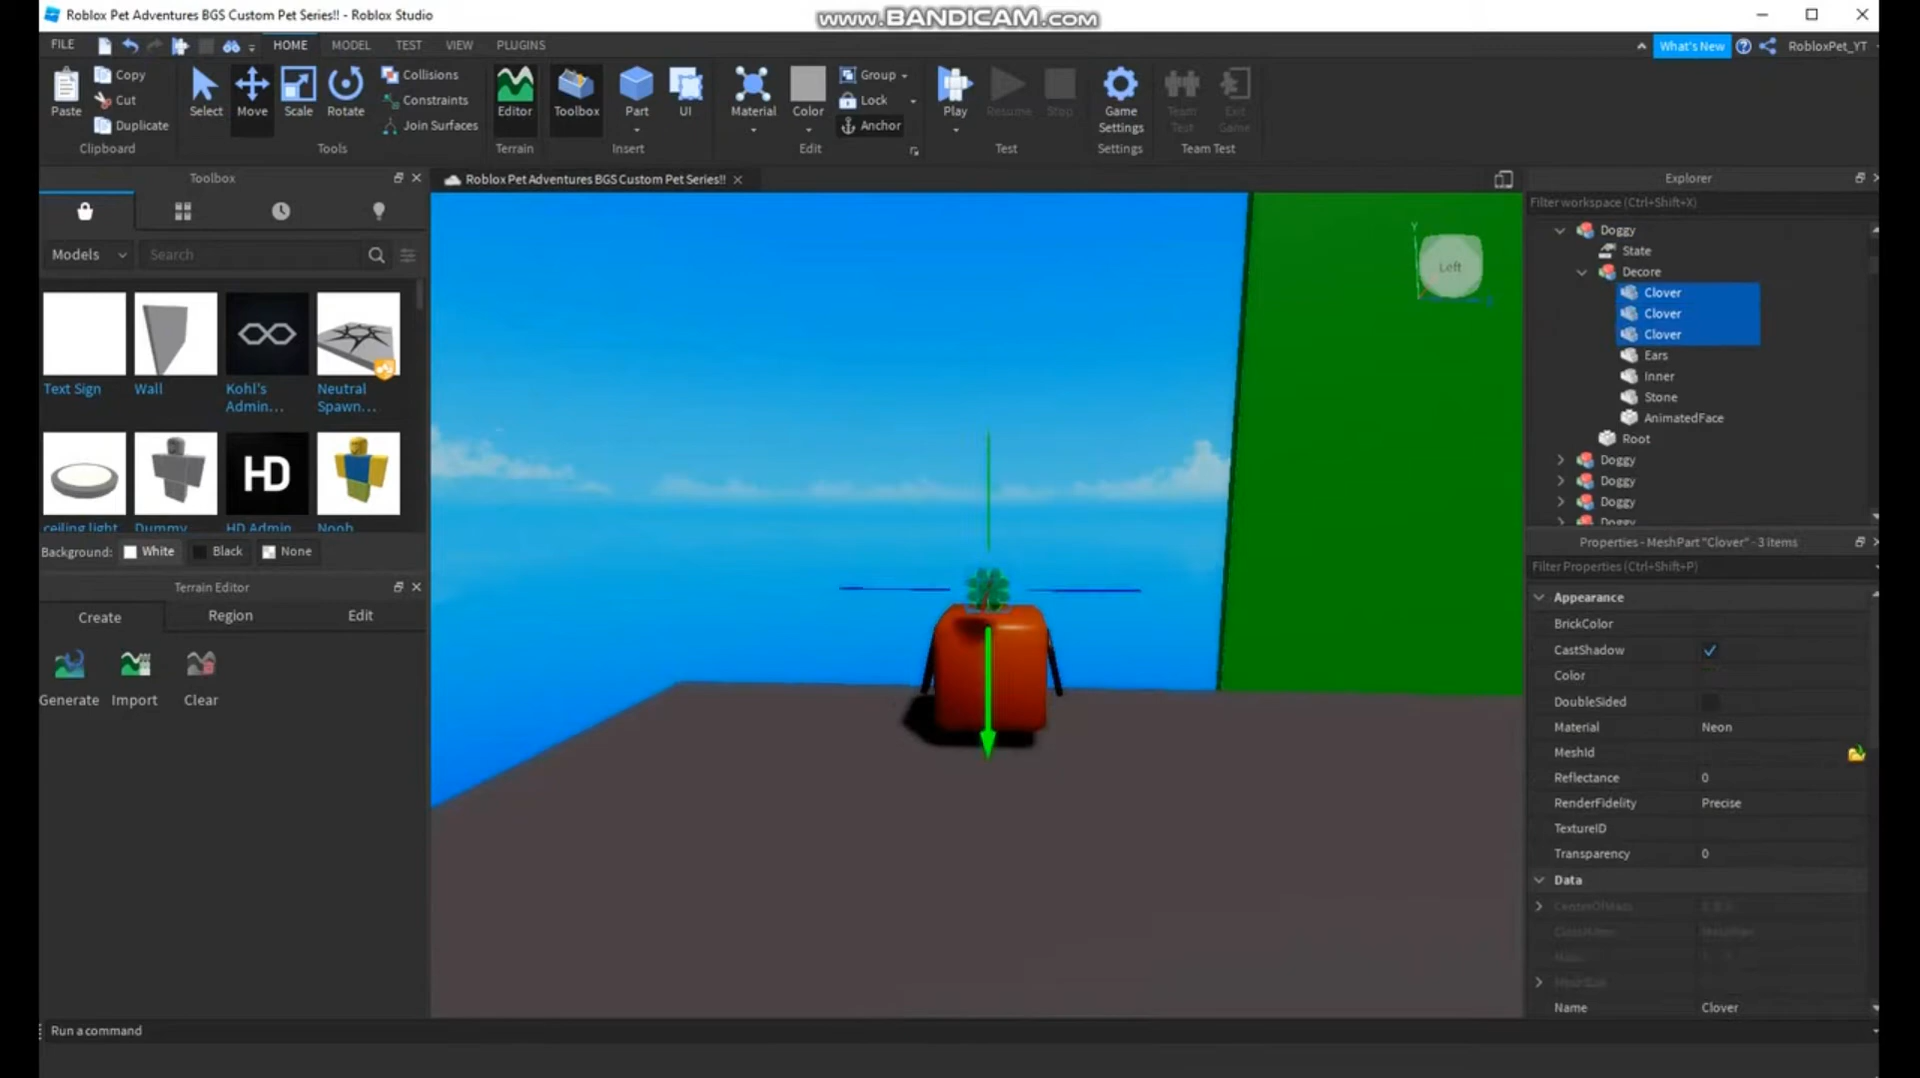 Roblox Pet Adventures BGS Custom Pet Series!! - Roblox Studio
www.BANDICAM.com
FILE
HOME
MODEL
TEST
VIEW
PLUGINS
What's New
RobloxPet_YT
Paste
Copy
Cut
Duplicate
Clipboard
Select
Move
Scale
Rotate
Collisions
Constraints
Join Surfaces
Tools
Editor
Terrain
Toolbox
Part
UI
Insert
Material
Color
Group
Lock
Anchor
Edit
Play
Resume
Stop
Test
Game
Settings
Settings
Team
Test
Exit
Game
Team Test
Toolbox
Models
Search
Text Sign
Wall
Kohl's
Admin...
Neutral
Spawn...
HD
ceiling light
Dummy
HD Admin
Noob
Background:
White
Black
None
Terrain Editor
Create
Region
Edit
Generate
Import
Clear
Roblox Pet Adventures BGS Custom Pet Series!!
Y
Left
Explorer
Filter workspace (Ctrl+Shift+X)
Doggy
State
Decore
Clover
Clover
Clover
Ears
Inner
Stone
AnimatedFace
Root
Doggy
Doggy
Doggy
Doggy
Properties - MeshPart "Clover" - 3 items
Filter Properties (Ctrl+Shift+P)
Appearance
BrickColor
CastShadow
Color
DoubleSided
Material Neon
MeshId
Reflectance 0
RenderFidelity Precise
TextureID
Transparency 0
Data
Name Clover
Run a command